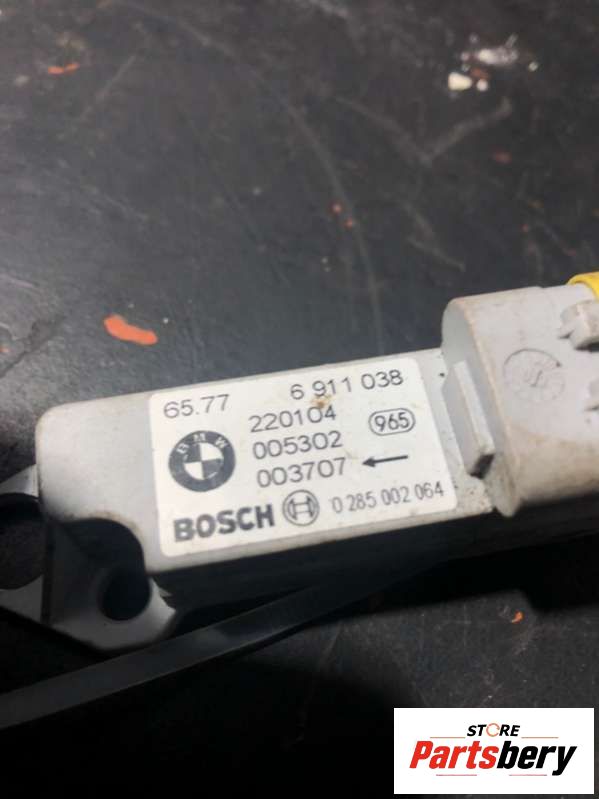 65.77 6 911 038
220104
965
BMW
005302
003707
BOSCH 0 285 002 064
STORE
Partsbery